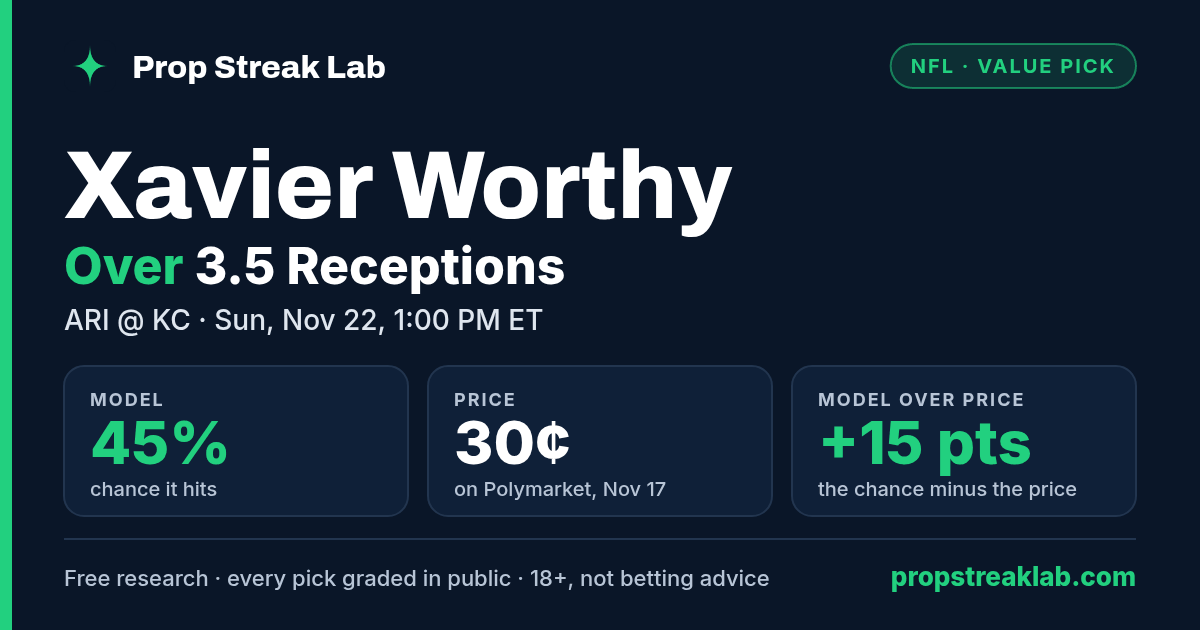 Prop Streak Lab
NFL · VALUE PICK
Xavier Worthy
Over 3.5 Receptions
ARI @ KC · Sun, Nov 22, 1:00 PM ET
MODEL
45%
chance it hits
PRICE
30¢
on Polymarket, Nov 17
MODEL OVER PRICE
+15 pts
the chance minus the price
Free research · every pick graded in public · 18+, not betting advice
propstreaklab.com